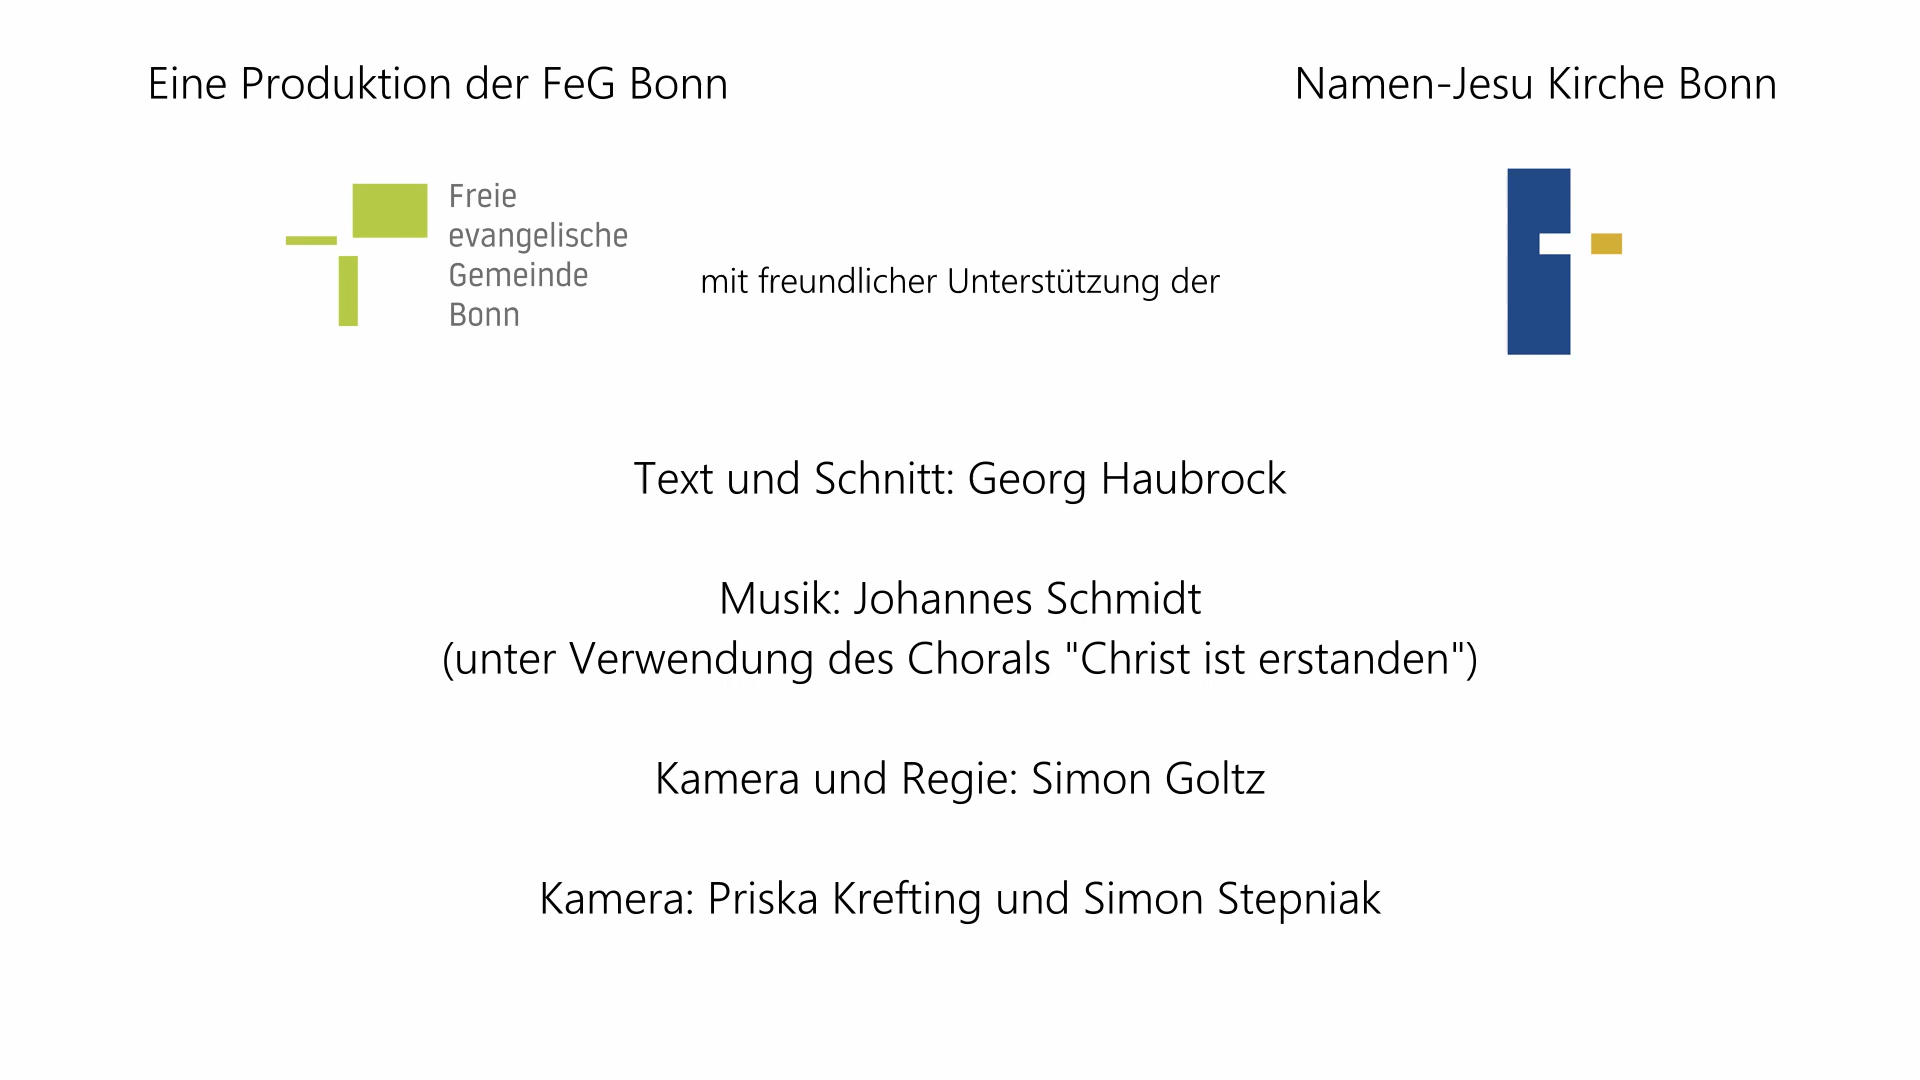 Eine Produktion der FeG Bonn
Freie
evangelische
Gemeinde
Bonn
mit freundlicher Unterstützung der
Namen-Jesu Kirche Bonn
Text und Schnitt: Georg Haubrock
Musik: Johannes Schmidt
(unter Verwendung des Chorals "Christ ist erstanden")
Kamera und Regie: Simon Goltz
Kamera: Priska Krefting und Simon Stepniak